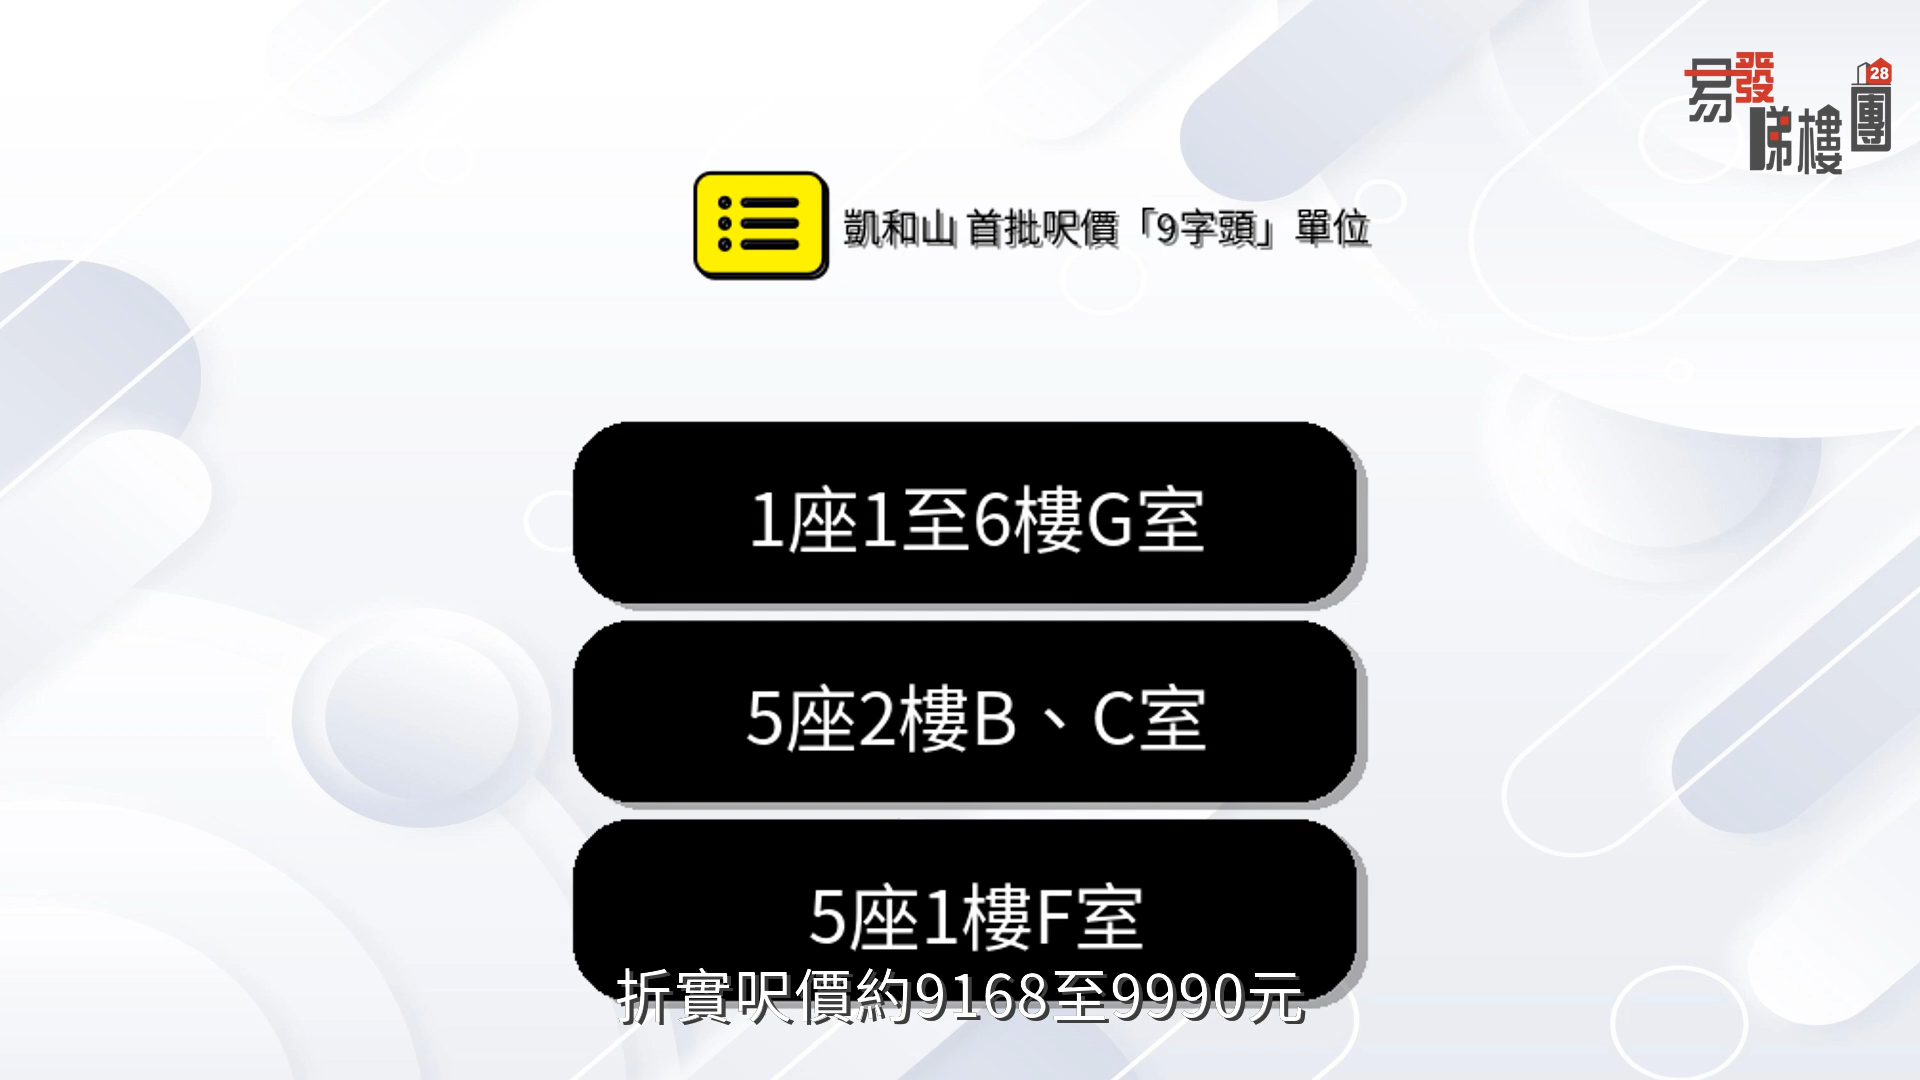 易發睇樓團
28
凱和山 首批呎價「9字頭」單位
1座1至6樓G室
5座2樓B、C室
5座1樓F室
折實呎價約9168至9990元